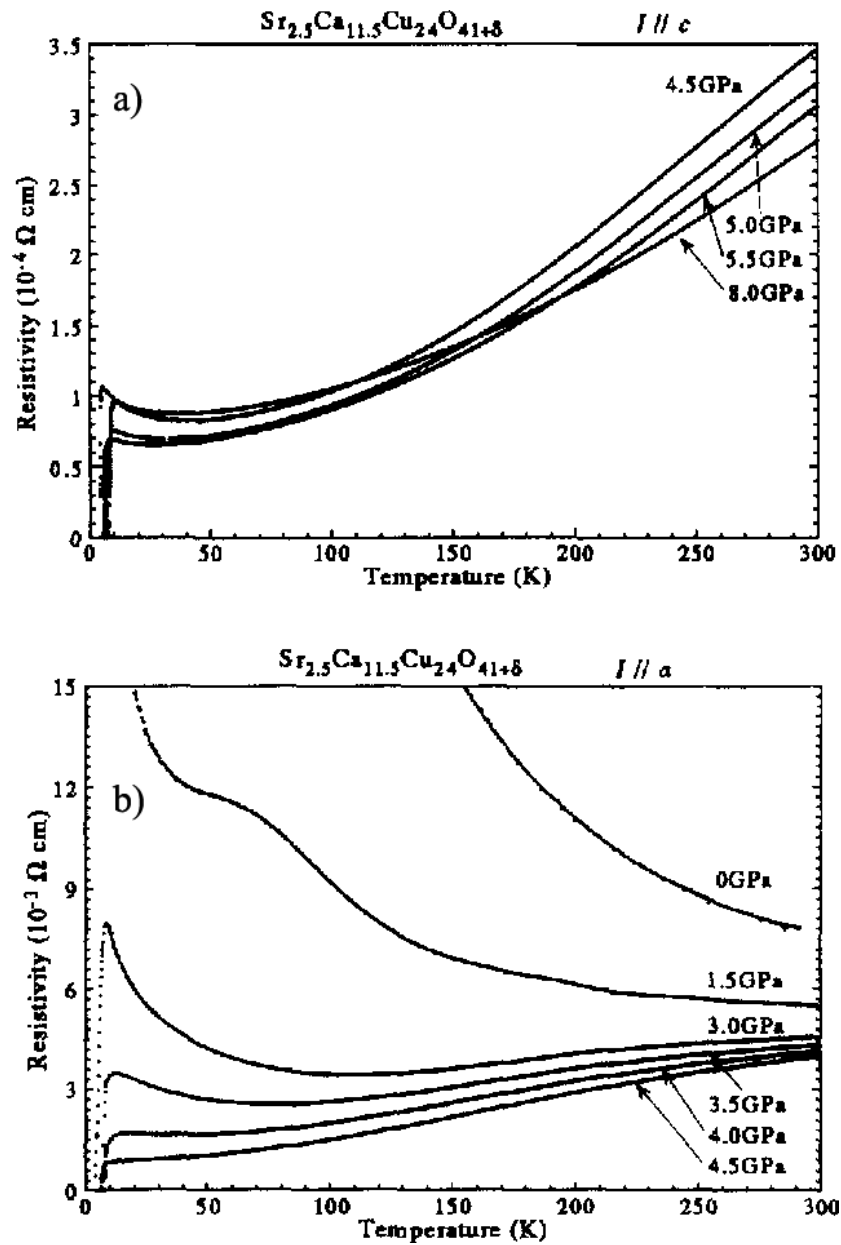 Sr2.5Ca11.5Cu24O41+δ I // c
3.5
3
2.5
2
1.5
1
0.5
0
a)
4.5GPa
5.0GPa
5.5GPa
8.0GPa
Resistivity (10-4 Ω cm)
0 50 100 150 200 250 300
Temperature (K)
Sr2.5Ca11.5Cu24O41+δ I // a
15
12
9
6
3
0
b)
0GPa
1.5GPa
3.0GPa
3.5GPa
4.0GPa
4.5GPa
Resistivity (10-3 Ω cm)
0 50 100 150 200 250 300
Temperature (K)